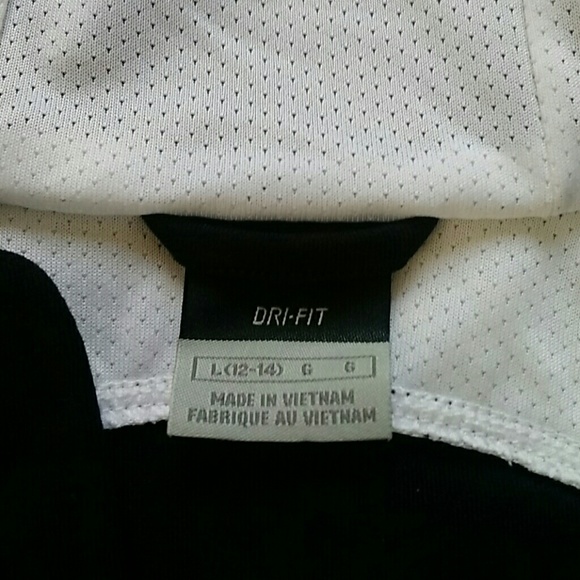 DRI-FIT
L (12-14) G G
MADE IN VIETNAM
FABRIQUE AU VIETNAM